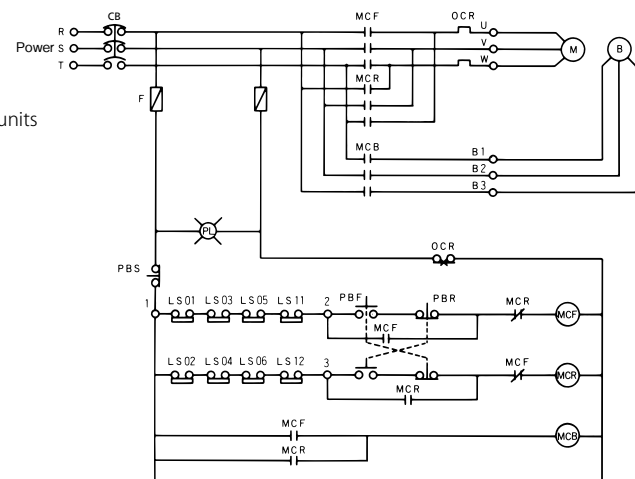 CB MCF OCR
R U
Power S V M B
T W
MCR
F
units
MCB
B1
B2
B3
PL
OCR
PBS
1 LS01 LS03 LS05 LS11 2 PBF PBR MCR MCF
MCF
LS02 LS04 LS06 LS12 3 MCF MCR
MCR
MCF MCB
MCR